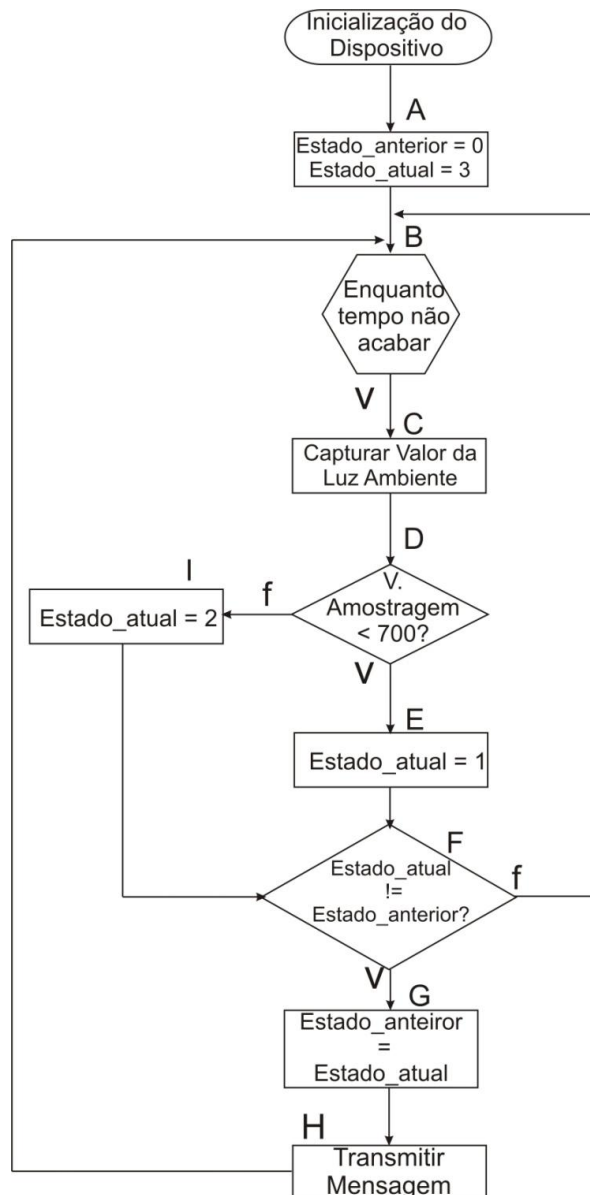 Inicialização do
Dispositivo
A
Estado_anterior = 0
Estado_atual = 3
B
Enquanto
tempo não
acabar
V
C
Capturar Valor da
Luz Ambiente
D
V.
Amostragem
< 700?
f
I
Estado_atual = 2
V
E
Estado_atual = 1
F
Estado_atual
!=
Estado_anterior?
f
V
G
Estado_anteiror
=
Estado_atual
H
Transmitir
Mensagem